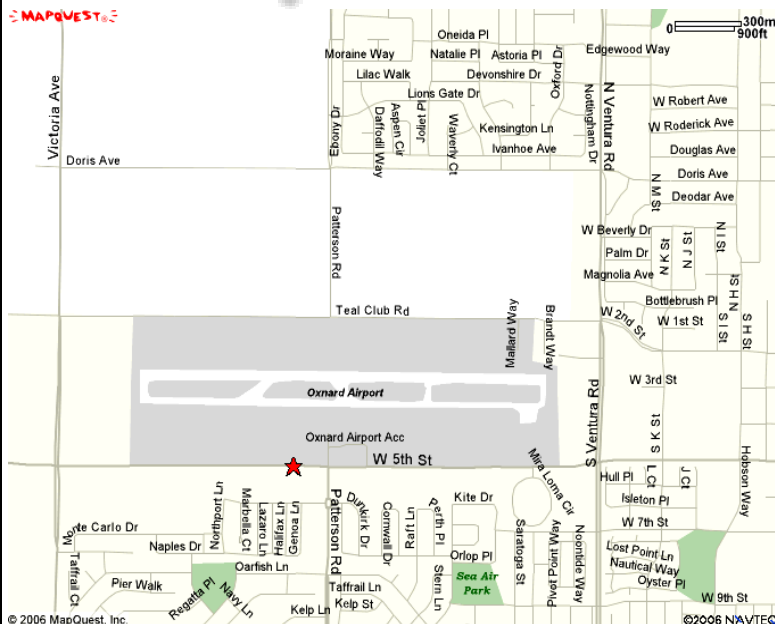 MAPQUEST®
300m
0
900ft
Oneida Pl
Moraine Way
Natalie Pl
Astoria Pl
Edgewood Way
Lilac Walk
Devonshire Dr
Oxford Dr
Victoria Ave
Lions Gate Dr
Nottingham Dr
N Ventura Rd
W Robert Ave
Ebony Dr
Daffodil Way
Aspen Cir
Joliet Pl
Waverly Ct
Kensington Ln
W Roderick Ave
Ivanhoe Ave
Douglas Ave
Doris Ave
Doris Ave
N M St
Deodar Ave
Patterson Rd
W Beverly Dr
N K St
N J St
N I St
Palm Dr
Magnolia Ave
N H St
Bottlebrush Pl
Teal Club Rd
Mallard Way
Brandt Way
W 2nd St
W 1st St
S I St
S H St
Oxnard Airport
W 3rd St
S Ventura Rd
S K St
Oxnard Airport Acc
W 5th St
Mira Loma Cir
Hobson Way
Hull Pl
L Ct
J Ct
Northport Ln
Marbella Ct
Lazaro Ln
Halifax Ln
Genoa Ln
Patterson Rd
Dunkirk Dr
Cornwall Dr
Raft Ln
Perth Pl
Kite Dr
Isleton Pl
W 7th St
Monte Carlo Dr
Saratoga St
Pivot Point Way
Noontide Way
Naples Dr
Orlop Pl
Lost Point Ln
Nautical Way
Oyster Pl
Taffrail Ct
Oarfish Ln
Sea Air
Park
Pier Walk
Regatta Pl
Navy Ln
Taffrail Ln
Stern Ln
Kelp Ln
Kelp St
W 9th St
© 2006 MapQuest, Inc.
©2006 NAVTEQ